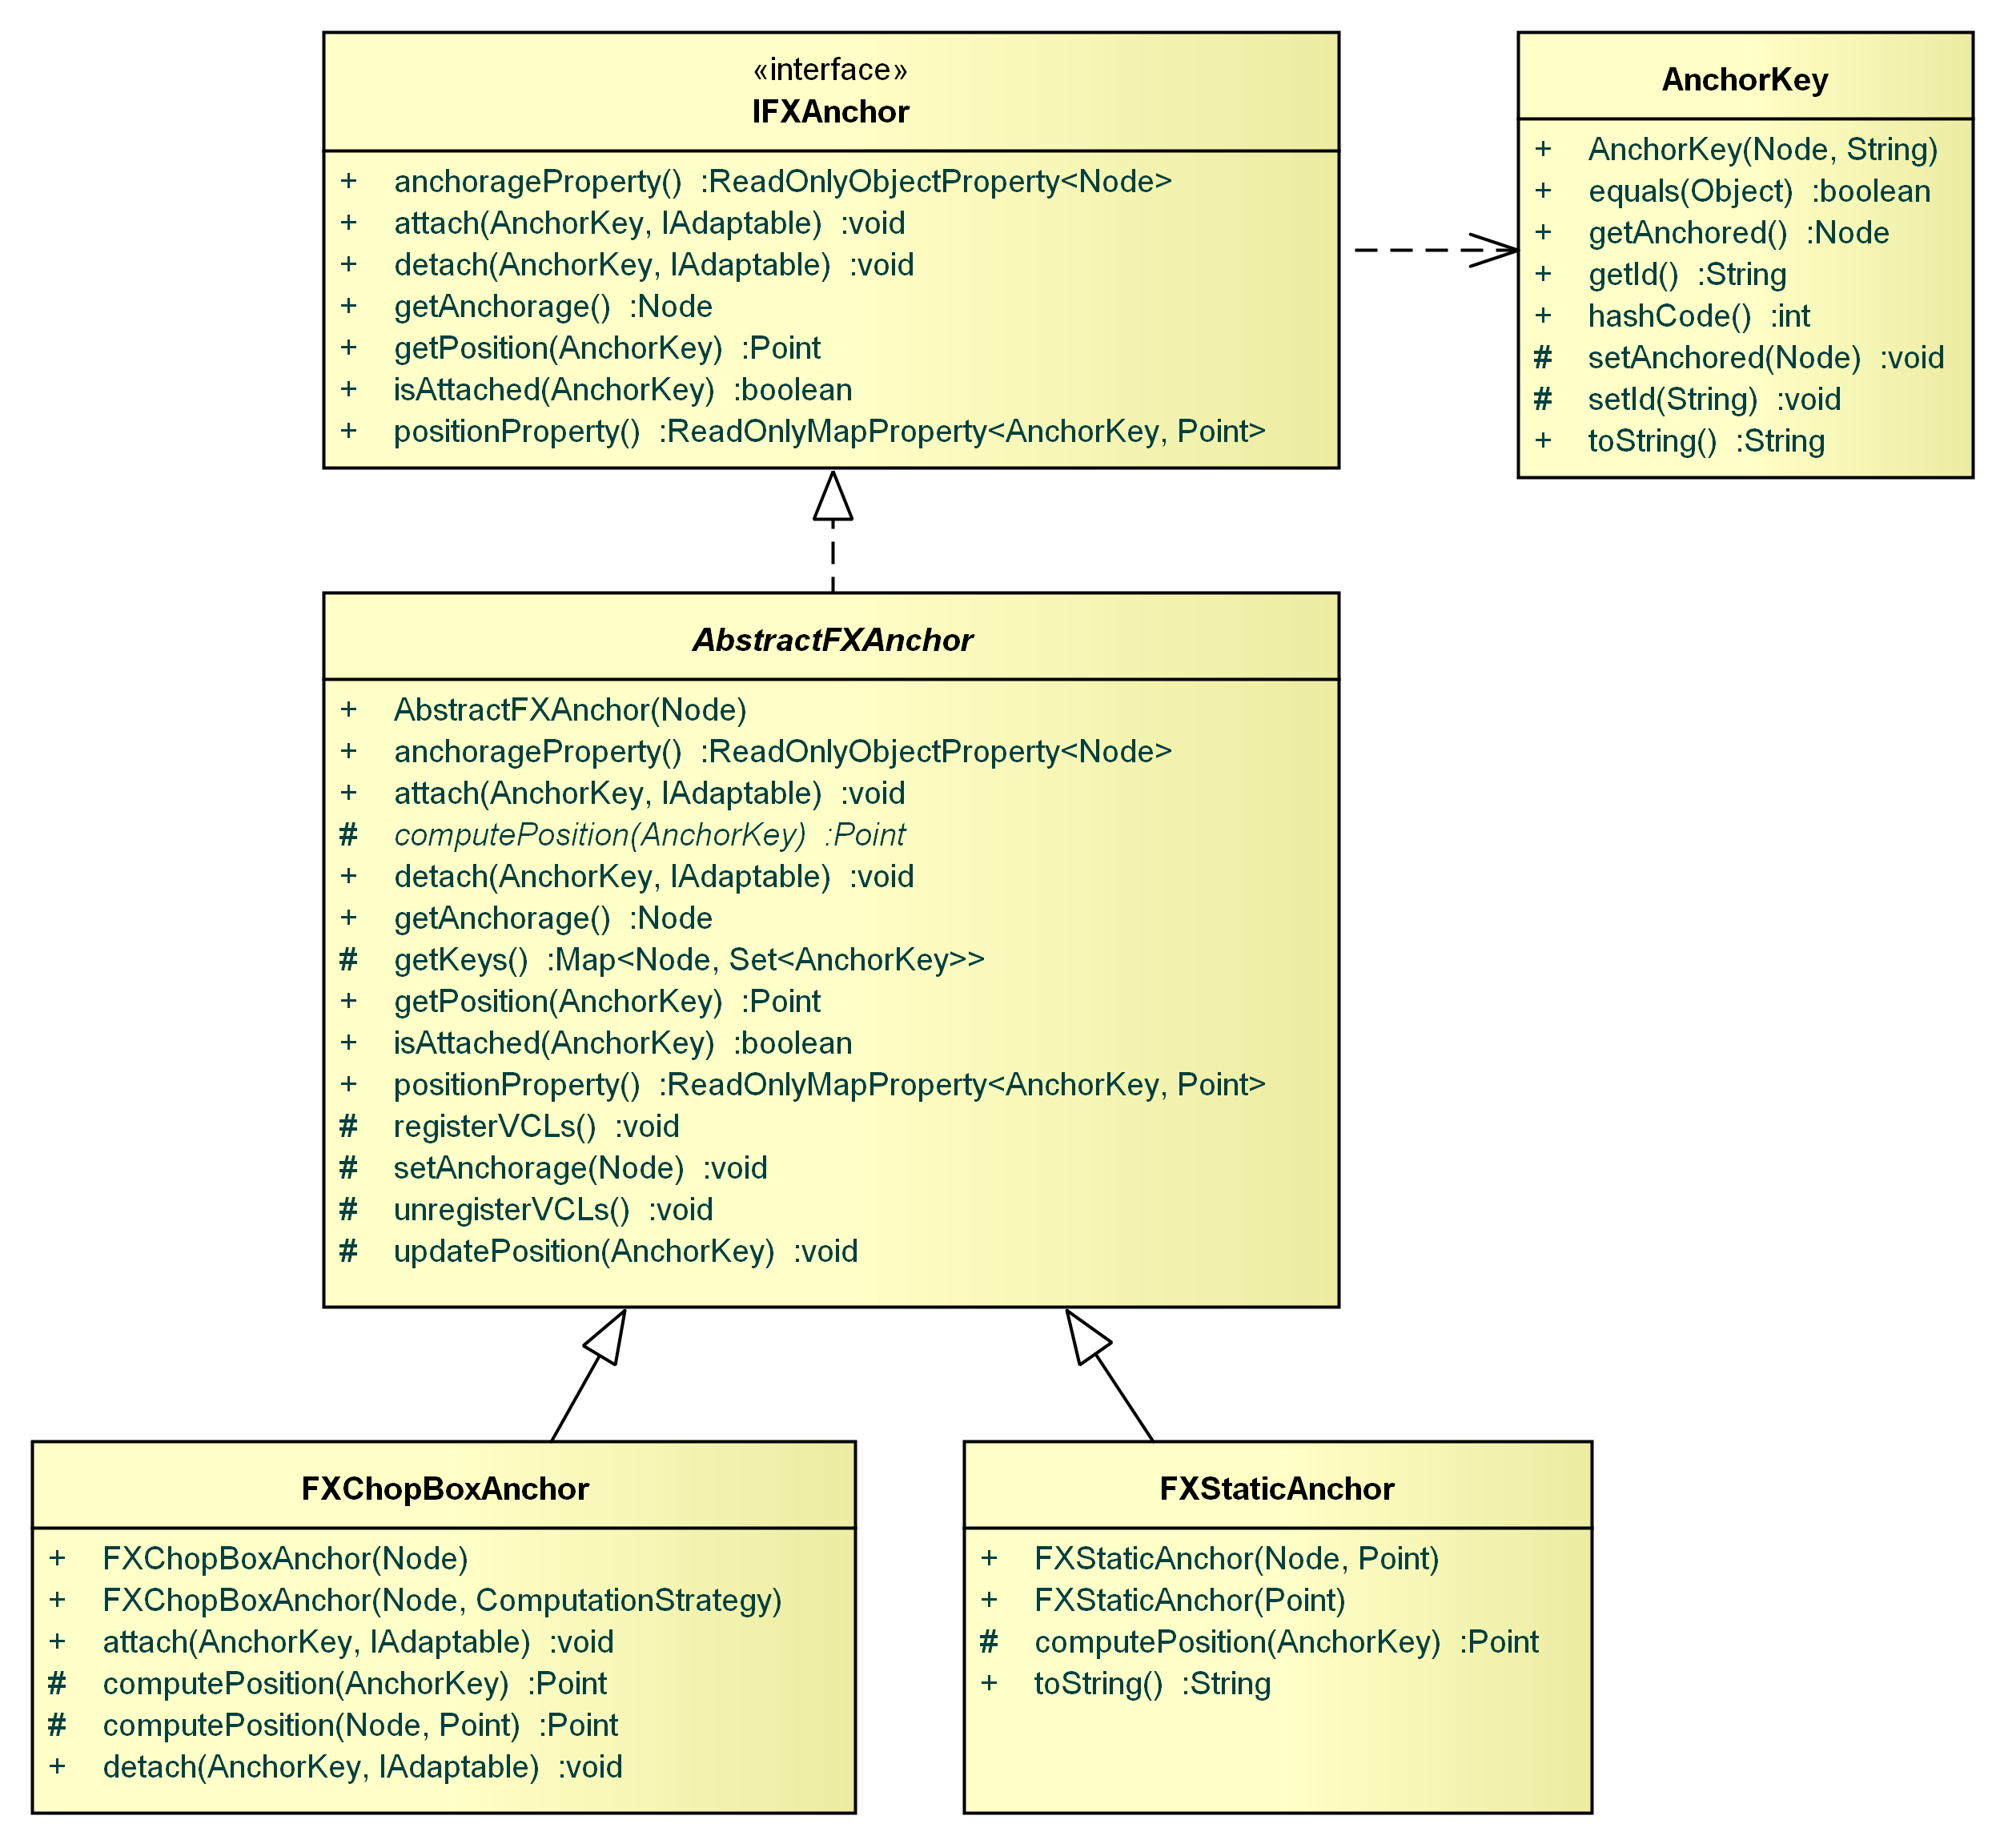 «interface»
IFXAnchor
+ anchorageProperty() :ReadOnlyObjectProperty<Node>
+ attach(AnchorKey, IAdaptable) :void
+ detach(AnchorKey, IAdaptable) :void
+ getAnchorage() :Node
+ getPosition(AnchorKey) :Point
+ isAttached(AnchorKey) :boolean
+ positionProperty() :ReadOnlyMapProperty<AnchorKey, Point>
AnchorKey
+ AnchorKey(Node, String)
+ equals(Object) :boolean
+ getAnchored() :Node
+ getId() :String
+ hashCode() :int
# setAnchored(Node) :void
# setId(String) :void
+ toString() :String
AbstractFXAnchor
+ AbstractFXAnchor(Node)
+ anchorageProperty() :ReadOnlyObjectProperty<Node>
+ attach(AnchorKey, IAdaptable) :void
# computePosition(AnchorKey) :Point
+ detach(AnchorKey, IAdaptable) :void
+ getAnchorage() :Node
# getKeys() :Map<Node, Set<AnchorKey>>
+ getPosition(AnchorKey) :Point
+ isAttached(AnchorKey) :boolean
+ positionProperty() :ReadOnlyMapProperty<AnchorKey, Point>
# registerVCLs() :void
# setAnchorage(Node) :void
# unregisterVCLs() :void
# updatePosition(AnchorKey) :void
FXChopBoxAnchor
+ FXChopBoxAnchor(Node)
+ FXChopBoxAnchor(Node, ComputationStrategy)
+ attach(AnchorKey, IAdaptable) :void
# computePosition(AnchorKey) :Point
# computePosition(Node, Point) :Point
+ detach(AnchorKey, IAdaptable) :void
FXStaticAnchor
+ FXStaticAnchor(Node, Point)
+ FXStaticAnchor(Point)
# computePosition(AnchorKey) :Point
+ toString() :String